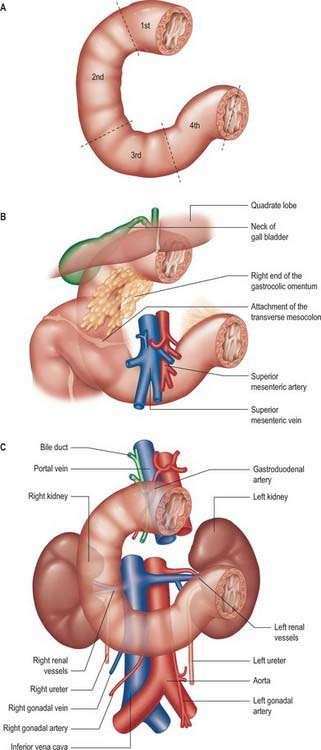 A
1st
2nd
3rd
4th
B
Quadrate lobe
Neck of
gall bladder
Right end of the
gastrocolic omentum
Attachment of the
transverse mesocolon
Superior
mesenteric artery
Superior
mesenteric vein
C
Bile duct
Portal vein
Right kidney
Gastroduodenal
artery
Left kidney
Right renal
vessels
Right ureter
Right gonadal vein
Right gonadal artery
Inferior vena cava
Left renal
vessels
Left ureter
Aorta
Left gonadal
artery